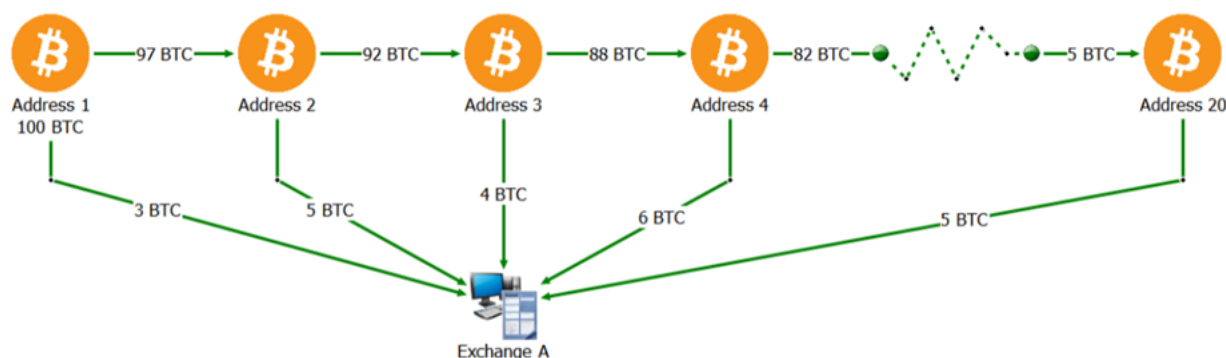 97 BTC
92 BTC
88 BTC
82 BTC
5 BTC
Address 1
100 BTC
Address 2
Address 3
Address 4
Address 20
3 BTC
5 BTC
4 BTC
6 BTC
5 BTC
Exchange A